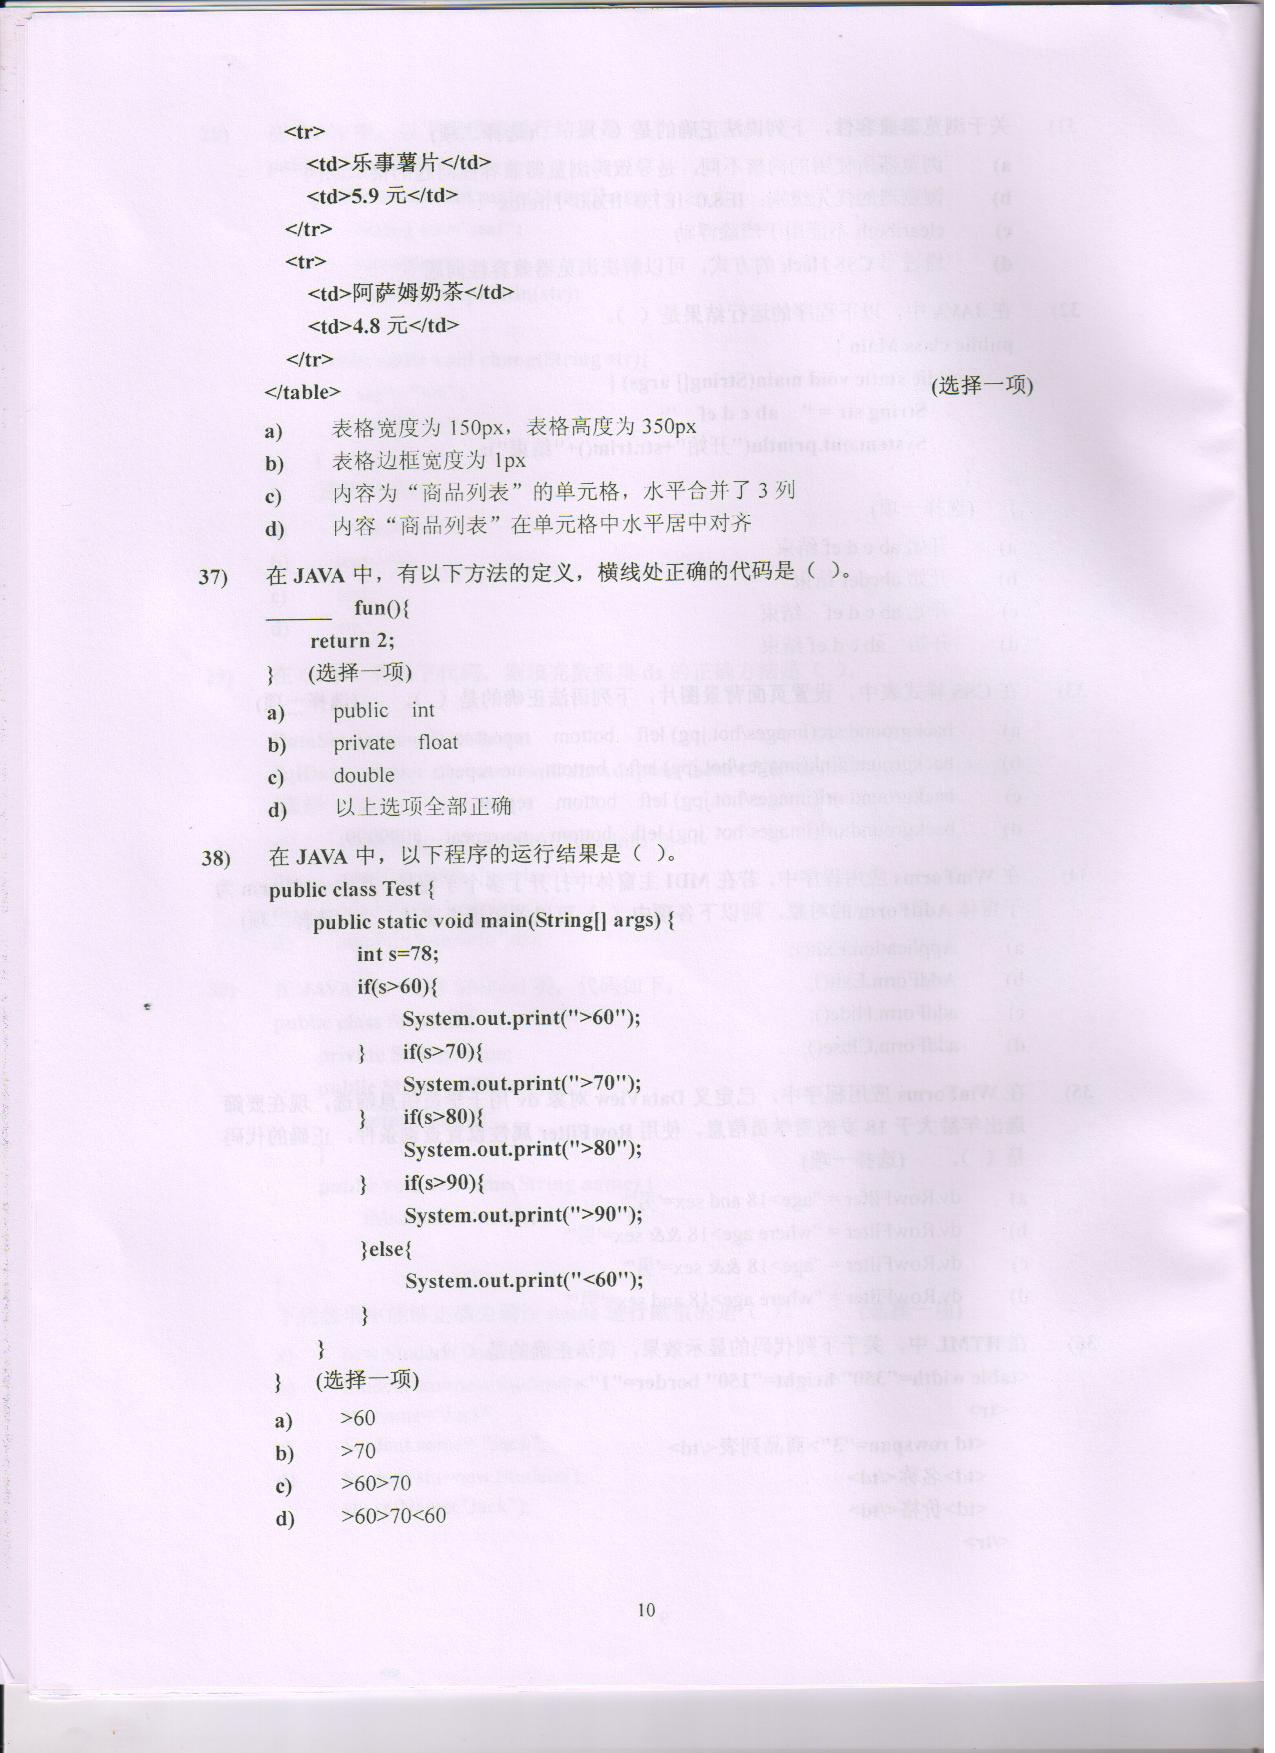 <tr>
<td>乐事薯片</td>
<td>5.9 元</td>
</tr>
<tr>
<td>阿萨姆奶茶</td>
<td>4.8 元</td>
</tr>
</table> (选择一项)
a) 表格宽度为 150px，表格高度为 350px
b) 表格边框宽度为 1px
c) 内容为“商品列表”的单元格，水平合并了 3 列
d) 内容“商品列表”在单元格中水平居中对齐
37) 在 JAVA 中，有以下方法的定义，横线处正确的代码是（ ）。
______ fun(){
return 2;
} (选择一项)
a) public int
b) private float
c) double
d) 以上选项全部正确
38) 在 JAVA 中，以下程序的运行结果是（ ）。
public class Test {
public static void main(String[] args) {
int s=78;
if(s>60){
System.out.print(">60");
} if(s>70){
System.out.print(">70");
} if(s>80){
System.out.print(">80");
} if(s>90){
System.out.print(">90");
}else{
System.out.print("<60");
}
}
} (选择一项)
a) >60
b) >70
c) >60>70
d) >60>70<60
10